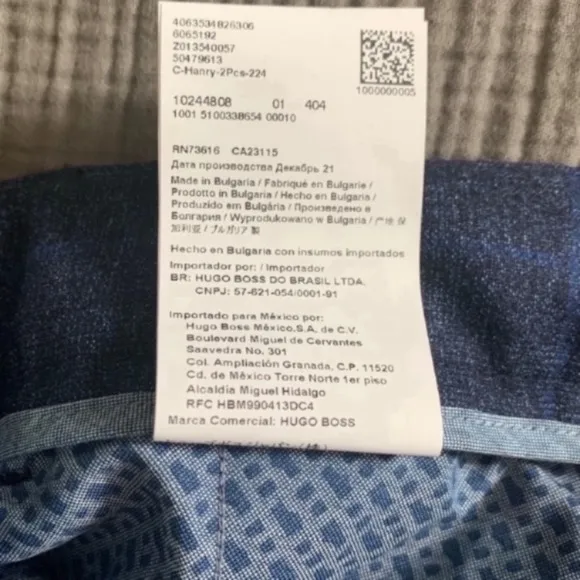 4063534826306
6065192
Z013540057
50479613
C-Hanry-2Pcs-224
1000000005
10244808 01 404
1001 5100338654 00010
RN73616 CA23115
Дата производства Декабрь 21
Made in Bulgaria / Fabriqué en Bulgarie /
Prodotto in Bulgaria / Hecho en Bulgaria /
Produzido em Bulgária / Произведено в
Болгария / Wyprodukowano w Bulgaria / 产地 保
加利亚 / ブルガリア 製
Hecho en Bulgaria con insumos importados
Importador por: / Importador
BR: HUGO BOSS DO BRASIL LTDA.
CNPJ: 57-621-054/0001-91
Importado para México por:
Hugo Boss México,S.A. de C.V.
Boulevard Miguel de Cervantes
Saavedra No. 301
Col. Ampliación Granada, C.P. 11520
Cd. de México Torre Norte 1er piso
Alcaldia Miguel Hidalgo
RFC HBM990413DC4
Marca Comercial: HUGO BOSS